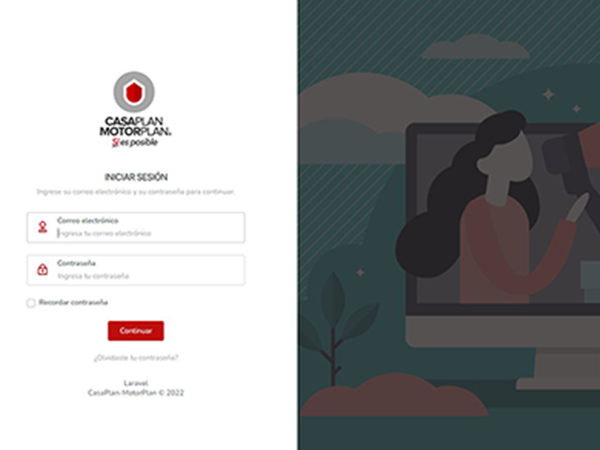 CASAPLAN
MOTORPLAN.
Sí es posible
INICIAR SESIÓN
Ingrese su correo electrónico y su contraseña para continuar.
Correo electrónico
Ingresa tu correo electrónico
Contraseña
Ingresa tu contraseña
Recordar contraseña
Continuar
¿Olvidaste tu contraseña?
Laravel
CasaPlan-MotorPlan © 2022